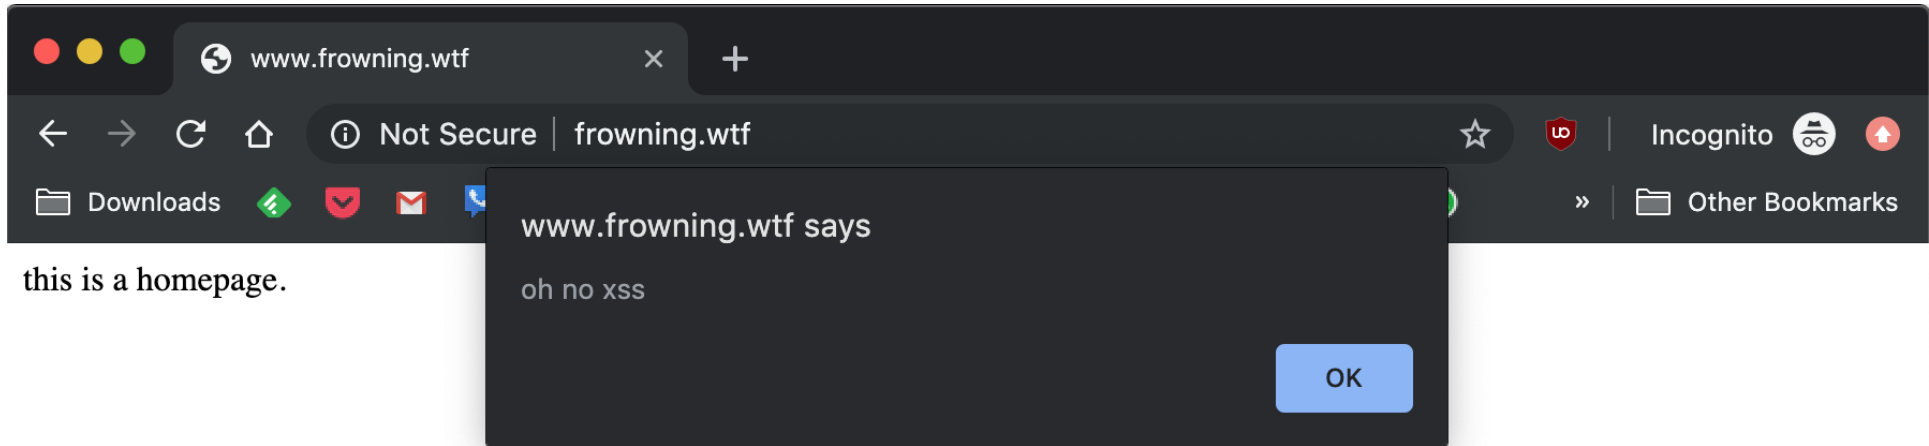 www.frowning.wtf
Not Secure frowning.wtf
Incognito
Downloads
Other Bookmarks
www.frowning.wtf says
oh no xss
OK
this is a homepage.